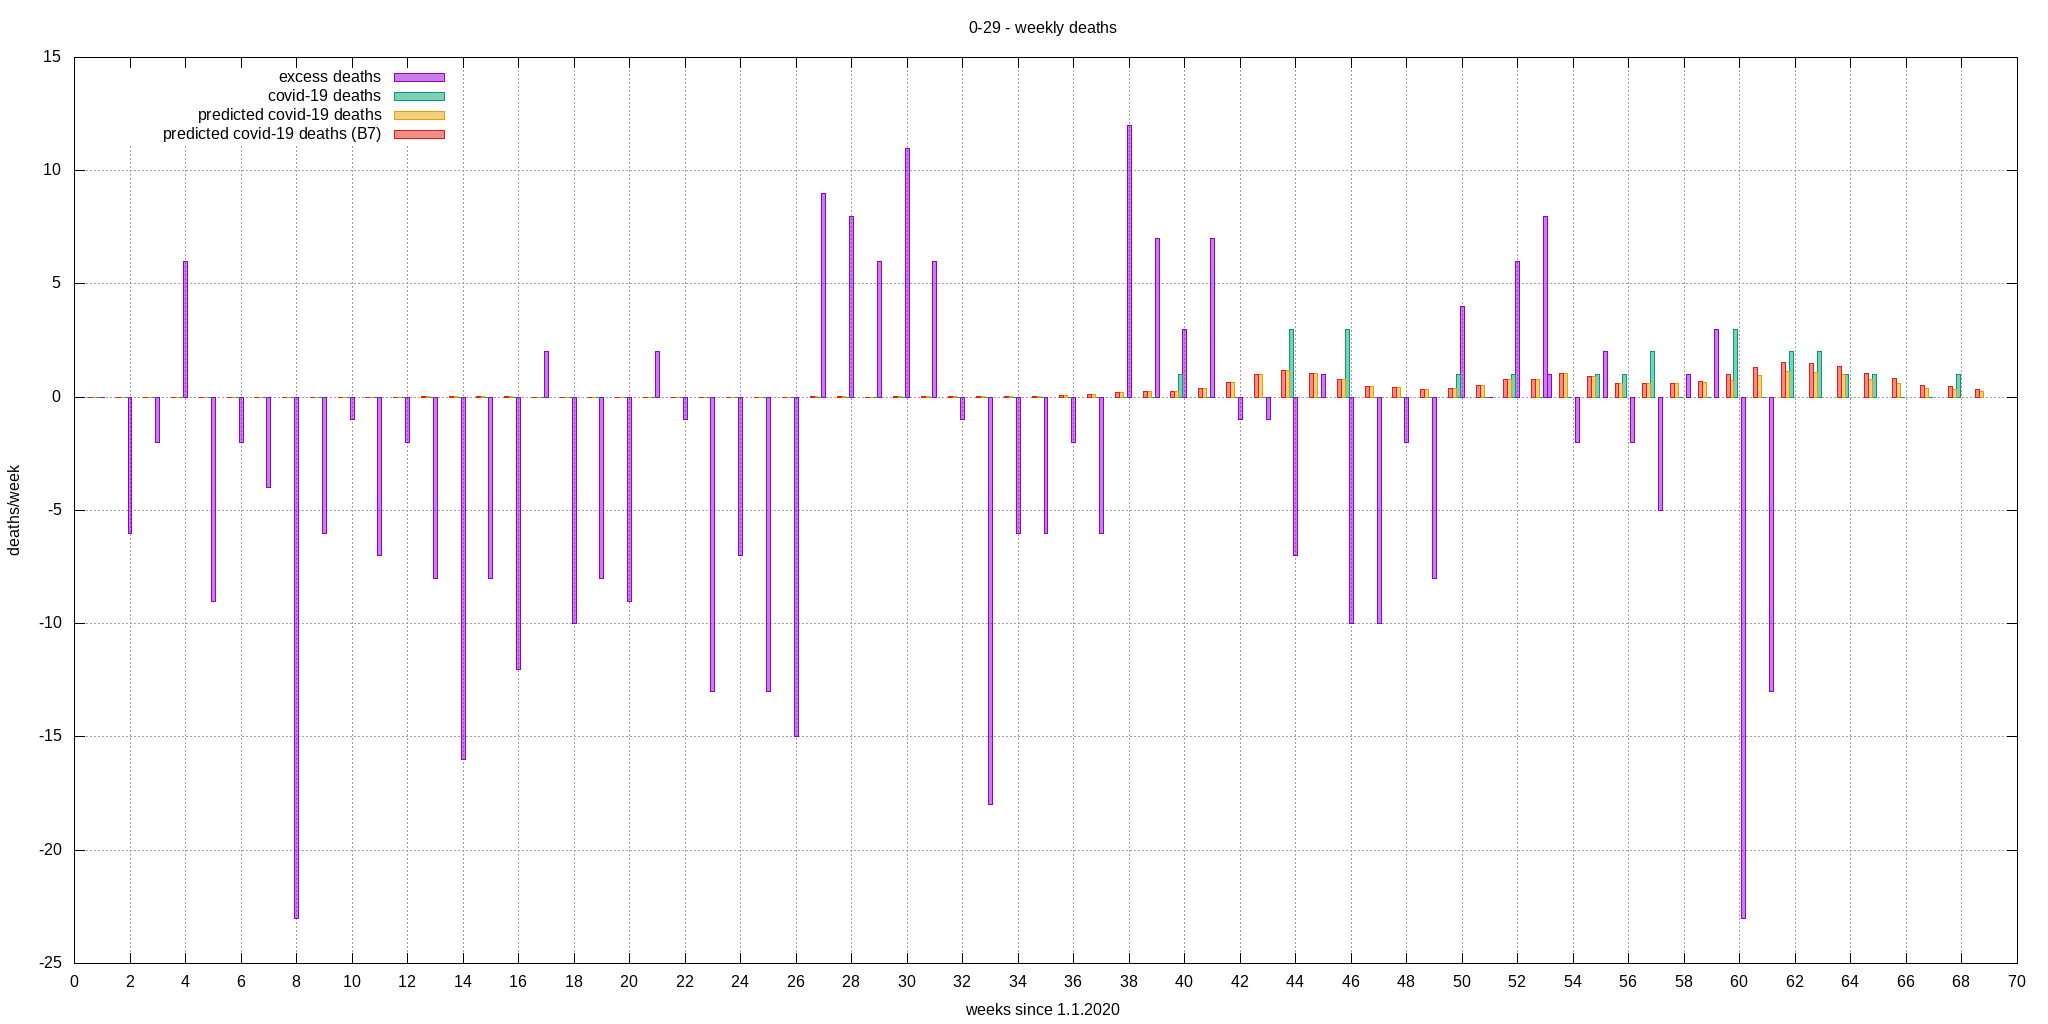 0-29 - weekly deaths
excess deaths
covid-19 deaths
predicted covid-19 deaths
predicted covid-19 deaths (B7)
15
10
5
0
-5
-10
-15
-20
-25
deaths/week
0 2 4 6 8 10 12 14 16 18 20 22 24 26 28 30 32 34 36 38 40 42 44 46 48 50 52 54 56 58 60 62 64 66 68 70
weeks since 1.1.2020